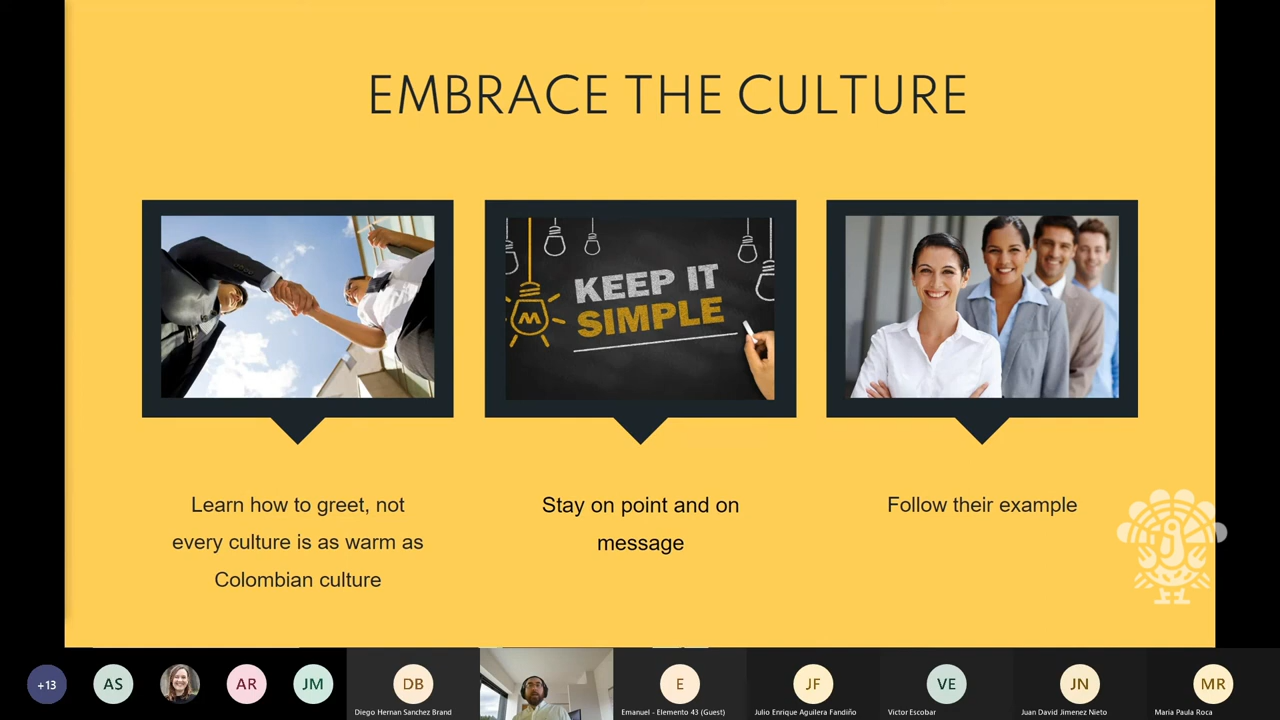 EMBRACE THE CULTURE
KEEP IT
SIMPLE
Learn how to greet, not
every culture is as warm as
Colombian culture
Stay on point and on
message
Follow their example
+13
AS
AR
JM
DB
E
JF
VE
JN
MR
Diego Hernan Sanchez Brand
Emanuel - Elemento 43 (Guest)
Julio Enrique Aguilera Fandiño
Victor Escobar
Juan David Jimenez Nieto
Maria Paula Roca